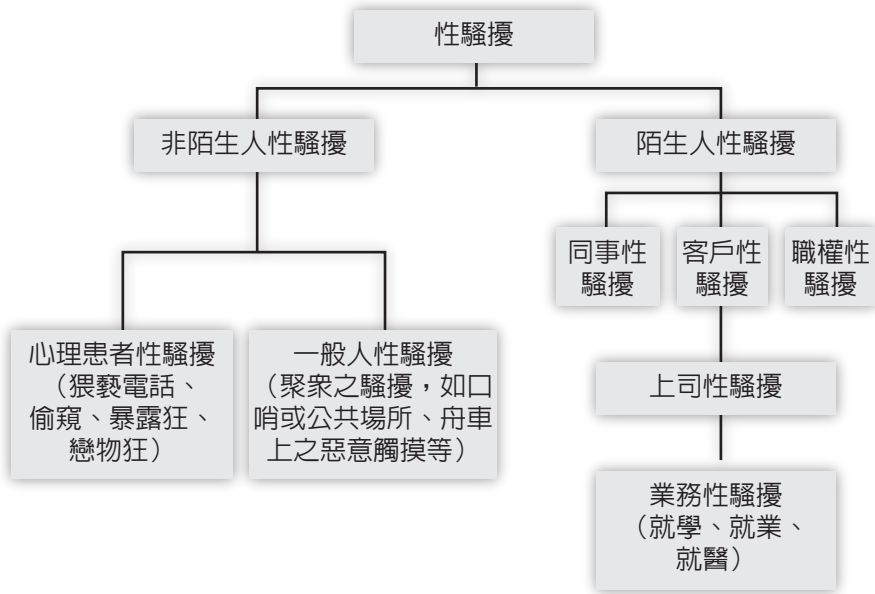 性騷擾
非陌生人性騷擾
陌生人性騷擾
同事性
騷擾
客戶性
騷擾
職權性
騷擾
心理患者性騷擾
（猥褻電話、
偷窺、暴露狂、
戀物狂）
一般人性騷擾
（聚眾之騷擾，如口
哨或公共場所、舟車
上之惡意觸摸等）
上司性騷擾
業務性騷擾
（就學、就業、
就醫）